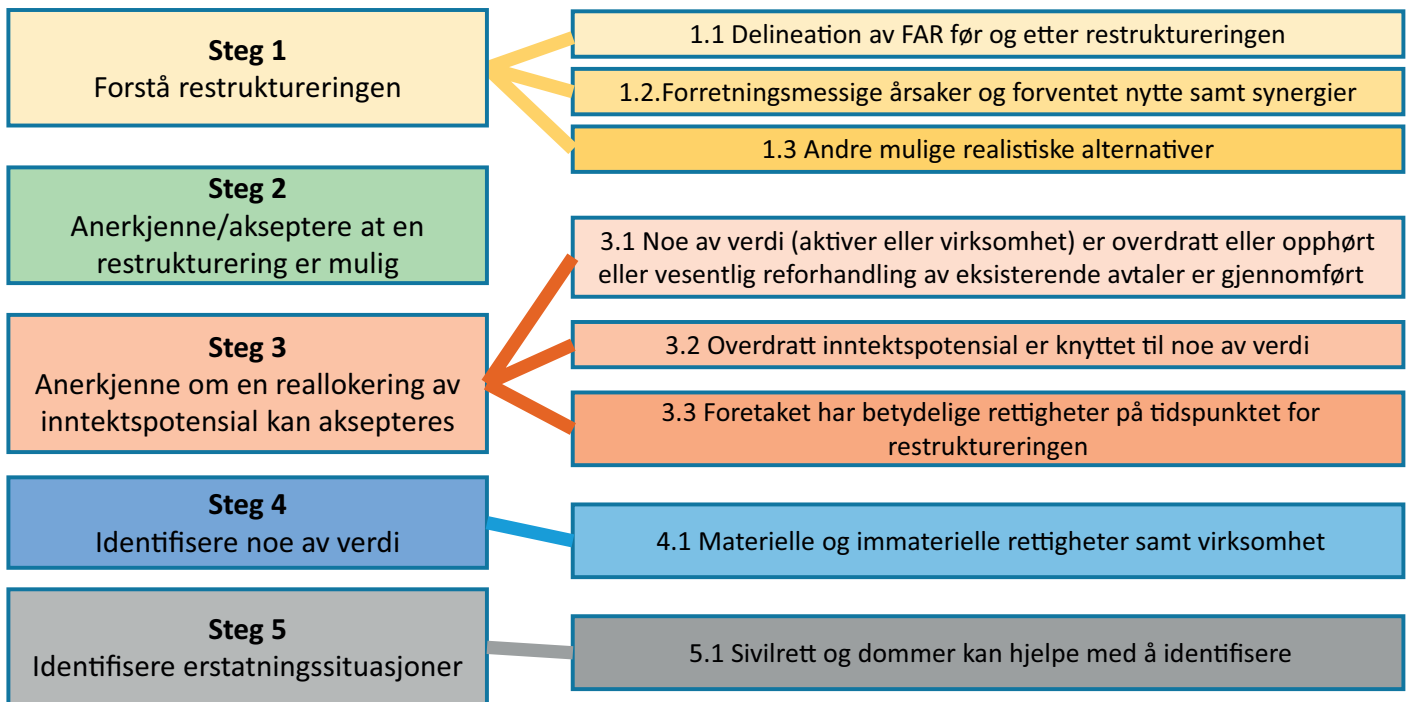 Steg 1
Forstå restruktureringen
1.1 Delineation av FAR før og etter restruktureringen
1.2.Forretningsmessige årsaker og forventet nytte samt synergier
1.3 Andre mulige realistiske alternativer
Steg 2
Anerkjenne/akseptere at en
restrukturering er mulig
Steg 3
Anerkjenne om en reallokering av
inntektspotensial kan aksepteres
3.1 Noe av verdi (aktiver eller virksomhet) er overdratt eller opphørt
eller vesentlig reforhandling av eksisterende avtaler er gjennomført
3.2 Overdratt inntektspotensial er knyttet til noe av verdi
3.3 Foretaket har betydelige rettigheter på tidspunktet for
restruktureringen
Steg 4
Identifisere noe av verdi
4.1 Materielle og immaterielle rettigheter samt virksomhet
Steg 5
Identifisere erstatningssituasjoner
5.1 Sivilrett og dommer kan hjelpe med å identifisere